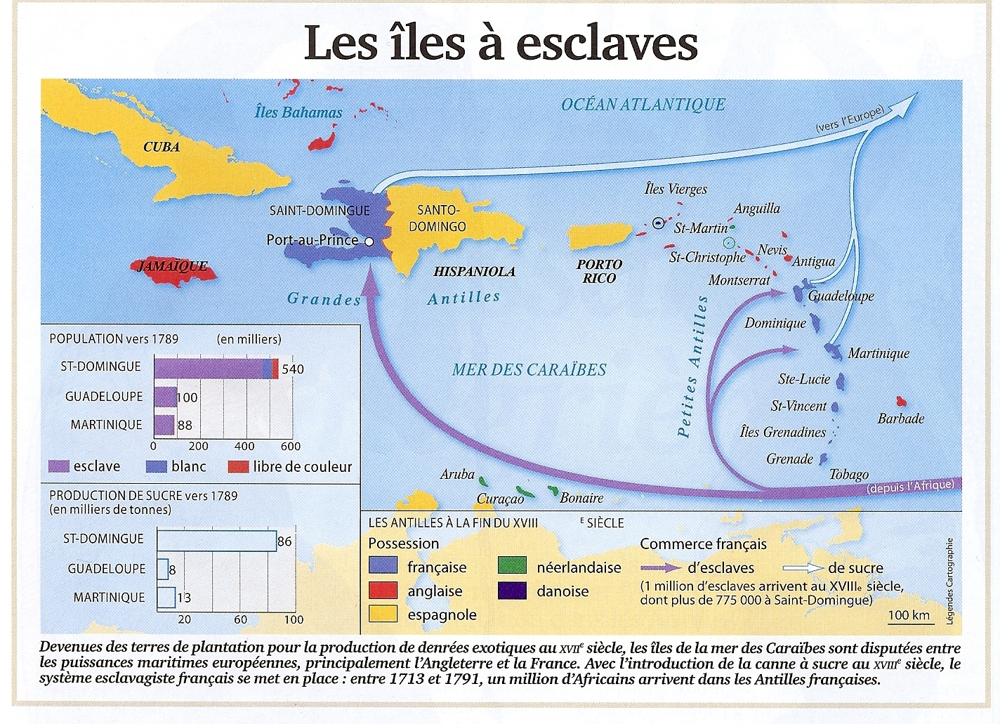 Les îles à esclaves
OCÉAN ATLANTIQUE
(vers l'Europe)
Îles Bahamas
CUBA
Îles Vierges
SAINT-DOMINGUE
SANTO-
DOMINGO
Anguilla
St-Martin
Port-au-Prince
St-Christophe
Nevis
JAMAÏQUE
HISPANIOLA
PORTO
RICO
Antigua
Montserrat
Grandes Antilles
Guadeloupe
Petites Antilles
Dominique
Martinique
MER DES CARAÏBES
Ste-Lucie
St-Vincent
Barbade
Îles Grenadines
Grenade
Tobago
(depuis l'Afrique)
Aruba
Curaçao
Bonaire
POPULATION vers 1789 (en milliers)
ST-DOMINGUE 540
GUADELOUPE 100
MARTINIQUE 88
0 200 400 600
esclave blanc libre de couleur
PRODUCTION DE SUCRE vers 1789
(en milliers de tonnes)
ST-DOMINGUE 86
GUADELOUPE 8
MARTINIQUE 13
20 60 100
LES ANTILLES À LA FIN DU XVIII E SIÈCLE
Possession
française
anglaise
espagnole
néerlandaise
danoise
Commerce français
d'esclaves de sucre
(1 million d'esclaves arrivent au XVIIIe siècle,
dont plus de 775 000 à Saint-Domingue)
100 km
Légendes Cartographie
Devenues des terres de plantation pour la production de denrées exotiques au XVIIe siècle, les îles de la mer des Caraïbes sont disputées entre
les puissances maritimes européennes, principalement l'Angleterre et la France. Avec l'introduction de la canne à sucre au XVIIIe siècle, le
système esclavagiste français se met en place : entre 1713 et 1791, un million d'Africains arrivent dans les Antilles françaises.